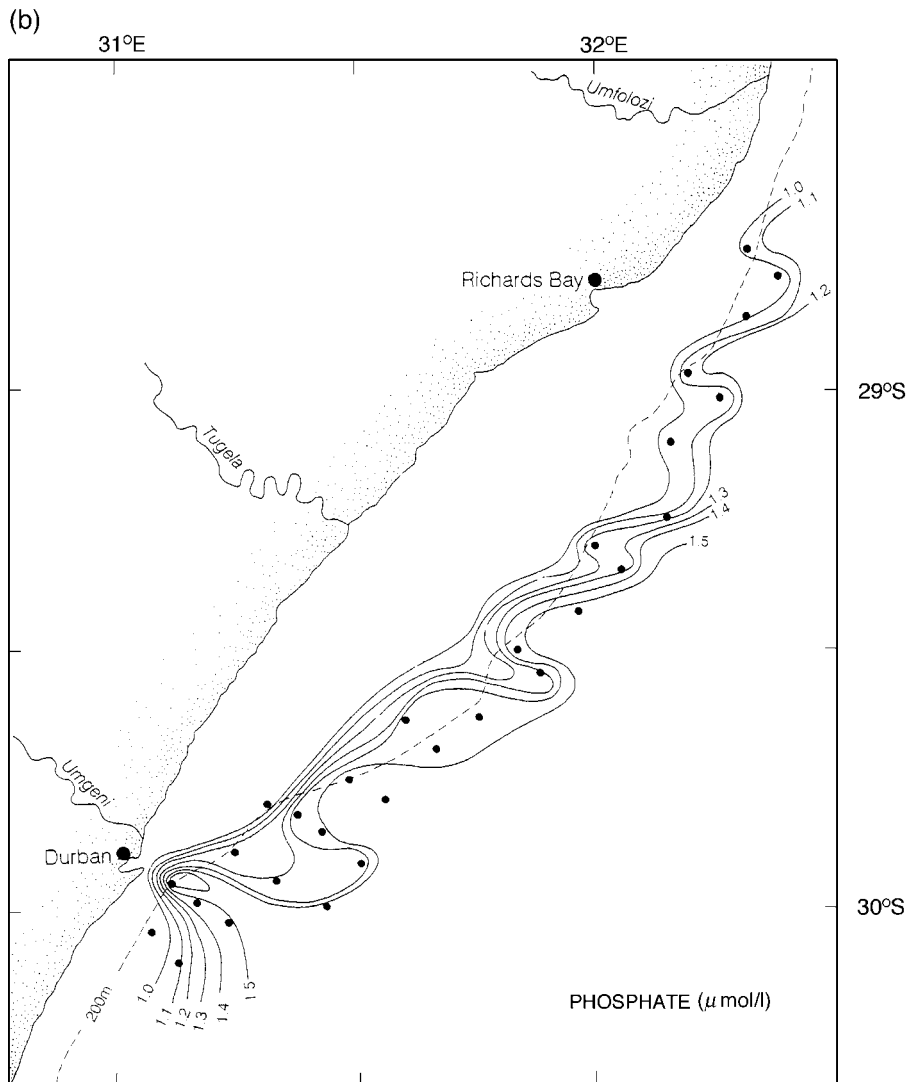 (b)
31°E
32°E
Umfolozi
1.0
1.1
Richards Bay
1.2
29°S
Tugela
1.3
1.4
1.5
Umgeni
Durban
30°S
200m
1.0
1.1
1.2
1.3
1.4
1.5
PHOSPHATE (μ mol/l)